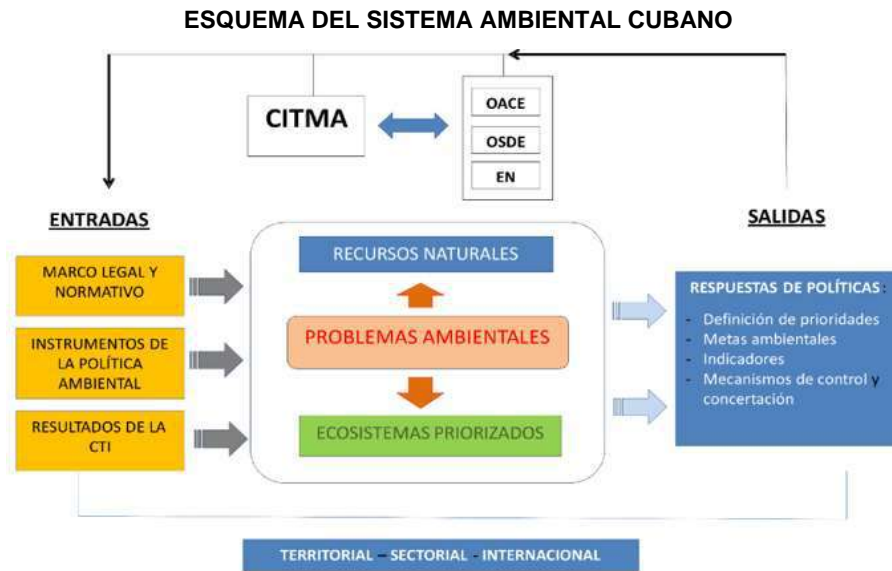 ESQUEMA DEL SISTEMA AMBIENTAL CUBANO
CITMA
OACE
OSDE
EN
ENTRADAS
MARCO LEGAL Y
NORMATIVO
INSTRUMENTOS DE
LA POLÍTICA
AMBIENTAL
RESULTADOS DE LA
CTI
RECURSOS NATURALES
PROBLEMAS AMBIENTALES
ECOSISTEMAS PRIORIZADOS
SALIDAS
RESPUESTAS DE POLÍTICAS:
- Definición de prioridades
- Metas ambientales
- Indicadores
- Mecanismos de control y
concertación
TERRITORIAL – SECTORIAL - INTERNACIONAL